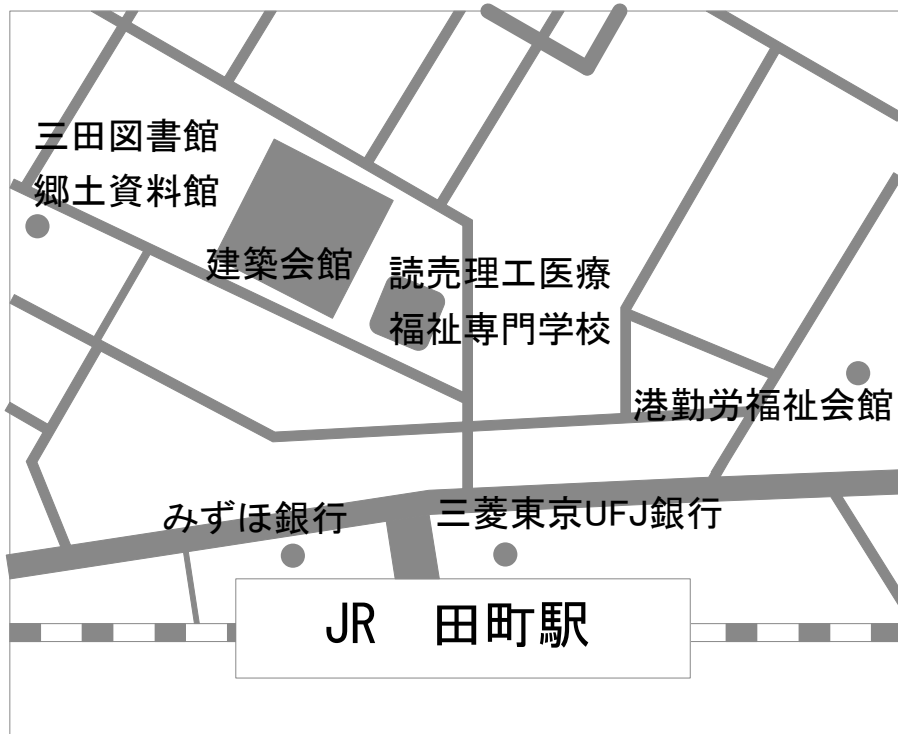 三田図書館
郷土資料館
建築会館
読売理工医療
福祉専門学校
港勤労福祉会館
みずほ銀行
三菱東京UFJ銀行
JR　田町駅